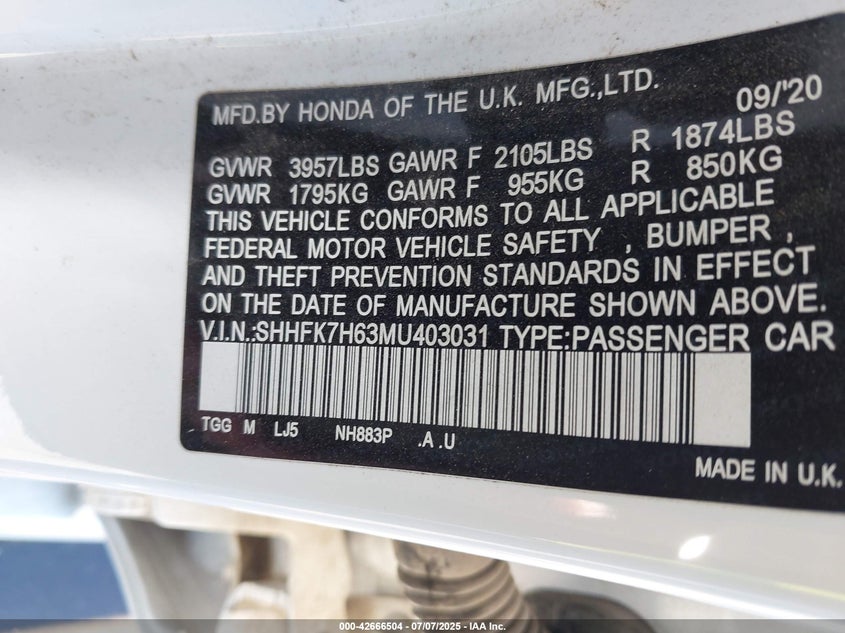 MFD.BY HONDA OF THE U.K. MFG.,LTD. 09/'20
GVWR 3957LBS GAWR F 2105LBS R 1874LBS
GVWR 1795KG GAWR F 955KG R 850KG
THIS VEHICLE CONFORMS TO ALL APPLICABLE
FEDERAL MOTOR VEHICLE SAFETY , BUMPER ,
AND THEFT PREVENTION STANDARDS IN EFFECT
ON THE DATE OF MANUFACTURE SHOWN ABOVE.
V.I.N.:SHHFK7H63MU403031 TYPE:PASSENGER CAR
TGG M LJ5 NH883P .A .U
MADE IN U.K.
000-42666504 | 07/07/2025 - IAA Inc.